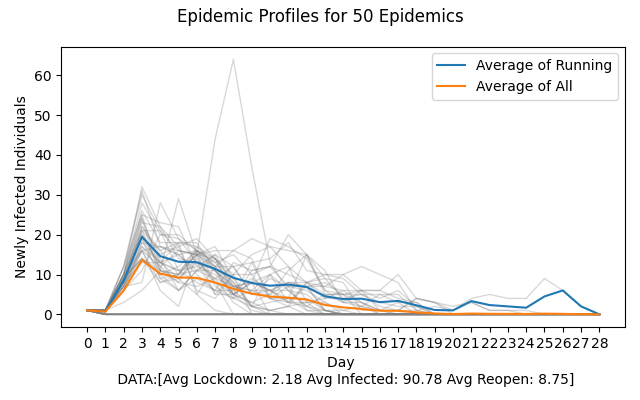 Epidemic Profiles for 50 Epidemics
Average of Running
Average of All
Newly Infected Individuals
60
50
40
30
20
10
0
0 1 2 3 4 5 6 7 8 9 10 11 12 13 14 15 16 17 18 19 20 21 22 23 24 25 26 27 28
Day
DATA:[Avg Lockdown: 2.18 Avg Infected: 90.78 Avg Reopen: 8.75]